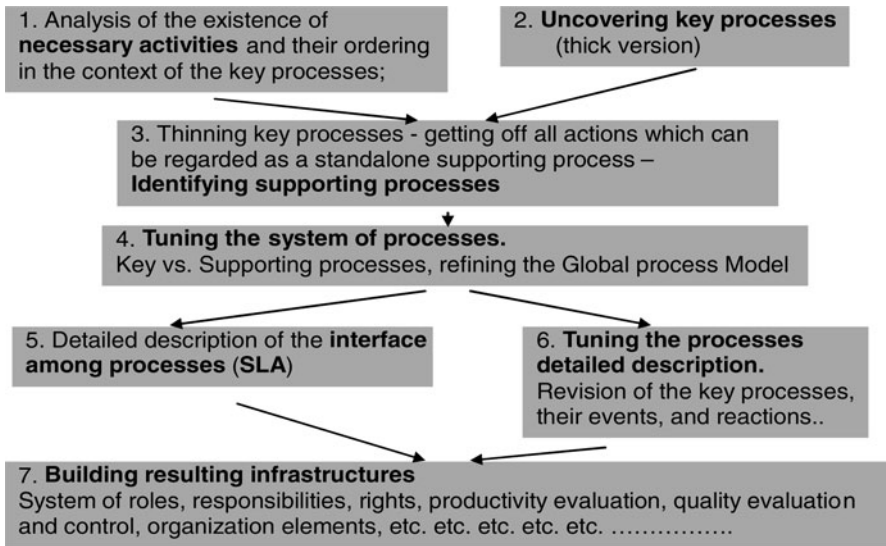 1. Analysis of the existence of
necessary activities and their ordering
in the context of the key processes;
2. Uncovering key processes
(thick version)
3. Thinning key processes - getting off all actions which can
be regarded as a standalone supporting process –
Identifying supporting processes
4. Tuning the system of processes.
Key vs. Supporting processes, refining the Global process Model
5. Detailed description of the interface
among processes (SLA)
6. Tuning the processes
detailed description.
Revision of the key processes,
their events, and reactions..
7. Building resulting infrastructures
System of roles, responsibilities, rights, productivity evaluation, quality evaluation
and control, organization elements, etc. etc. etc. etc. etc. ................